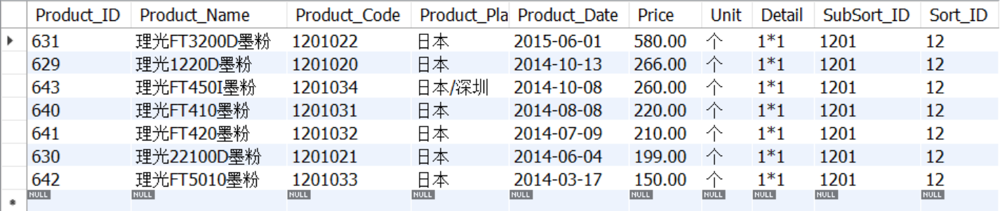 Product_ID Product_Name Product_Code Product_Pla Product_Date Price Unit Detail SubSort_ID Sort_ID
631 理光FT3200D墨粉 1201022 日本 2015-06-01 580.00 个 1*1 1201 12
629 理光1220D墨粉 1201020 日本 2014-10-13 266.00 个 1*1 1201 12
643 理光FT450I墨粉 1201034 日本/深圳 2014-10-08 260.00 个 1*1 1201 12
640 理光FT410墨粉 1201031 日本 2014-08-08 220.00 个 1*1 1201 12
641 理光FT420墨粉 1201032 日本 2014-07-09 210.00 个 1*1 1201 12
630 理光22100D墨粉 1201021 日本 2014-06-04 199.00 个 1*1 1201 12
642 理光FT5010墨粉 1201033 日本 2014-03-17 150.00 个 1*1 1201 12
NULL NULL NULL NULL NULL NULL NULL NULL NULL NULL